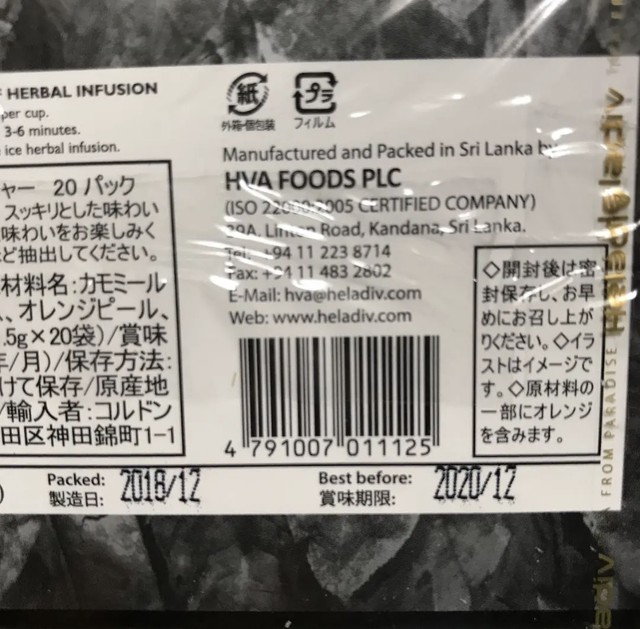 HERBAL INFUSION
per cup.
3-6 minutes.
ice herbal infusion.
ャー 20 パック
スッキリとした味わい
味わいをお楽しみく
ど抽出してください。
材料名:カモミール
、オレンジピール、
.5g×20袋)/賞味
年/月)/保存方法:
けて保存/原産地
/輸入者:コルドン
田区神田錦町1-1
紙
外箱・個包装
プラ
フィルム
Manufactured and Packed in Sri Lanka by
HVA FOODS PLC
(ISO 22000:2005 CERTIFIED COMPANY)
39A, Linton Road, Kandana, Sri Lanka.
Tel: +94 11 223 8714
Fax: +94 11 483 2802
E-Mail: hva@heladiv.com
Web: www.heladiv.com
4 791007 011125
◇開封後は密
封保存し、お早
めにお召し上が
りください。◇イラ
ストはイメージで
す。◇原材料の
一部にオレンジ
を含みます。
Packed: 2018/12
製造日:
Best before: 2020/12
賞味期限:
FROM PARADISE